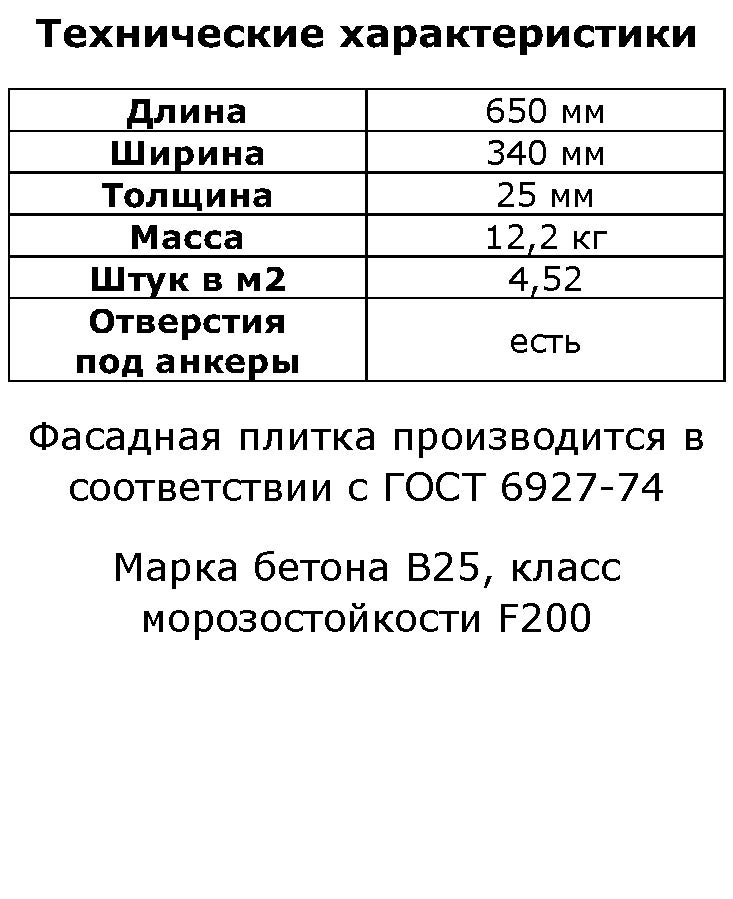 Технические характеристики
Длина 650 мм
Ширина 340 мм
Толщина 25 мм
Масса 12,2 кг
Штук в м2 4,52
Отверстия
под анкеры есть
Фасадная плитка производится в
соответствии с ГОСТ 6927-74
Марка бетона В25, класс
морозостойкости F200